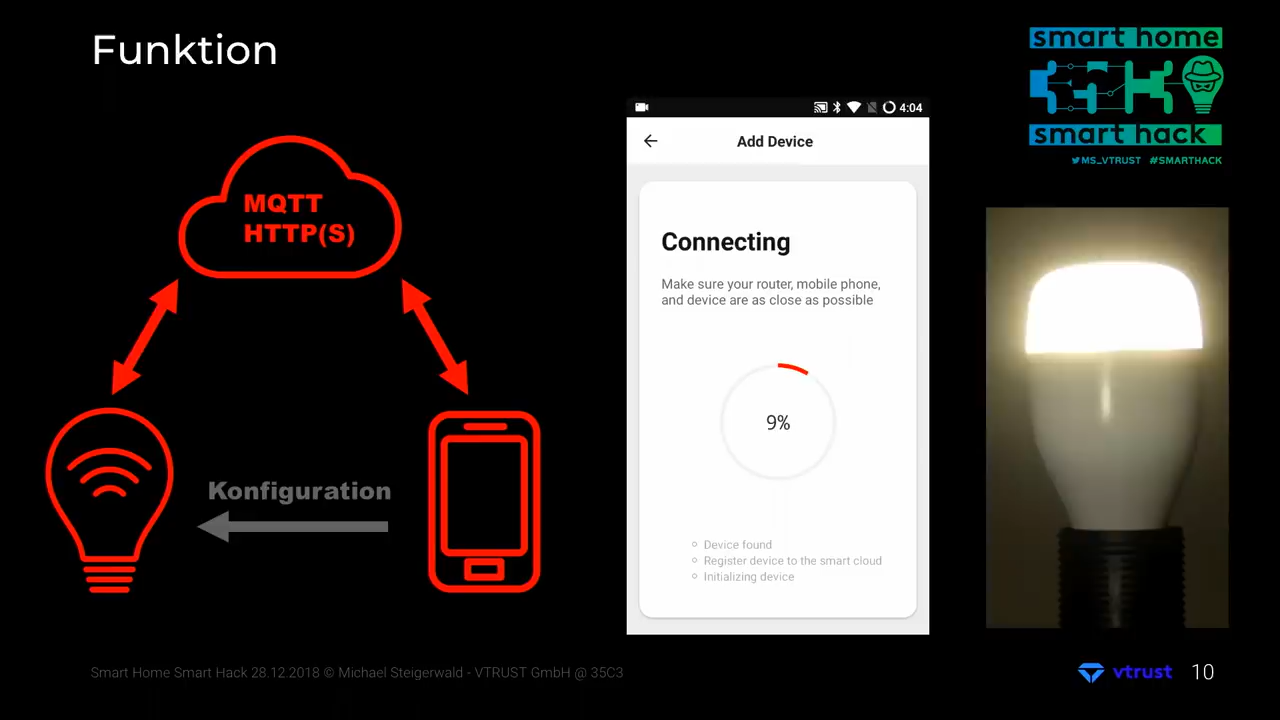 Funktion
smart home
smart hack
MS_VTRUST #SMARTHACK
MQTT
HTTP(S)
Konfiguration
4:04
Add Device
Connecting
Make sure your router, mobile phone,
and device are as close as possible
9%
Device found
Register device to the smart cloud
Initializing device
Smart Home Smart Hack 28.12.2018 © Michael Steigerwald - VTRUST GmbH @ 35C3
vtrust
10